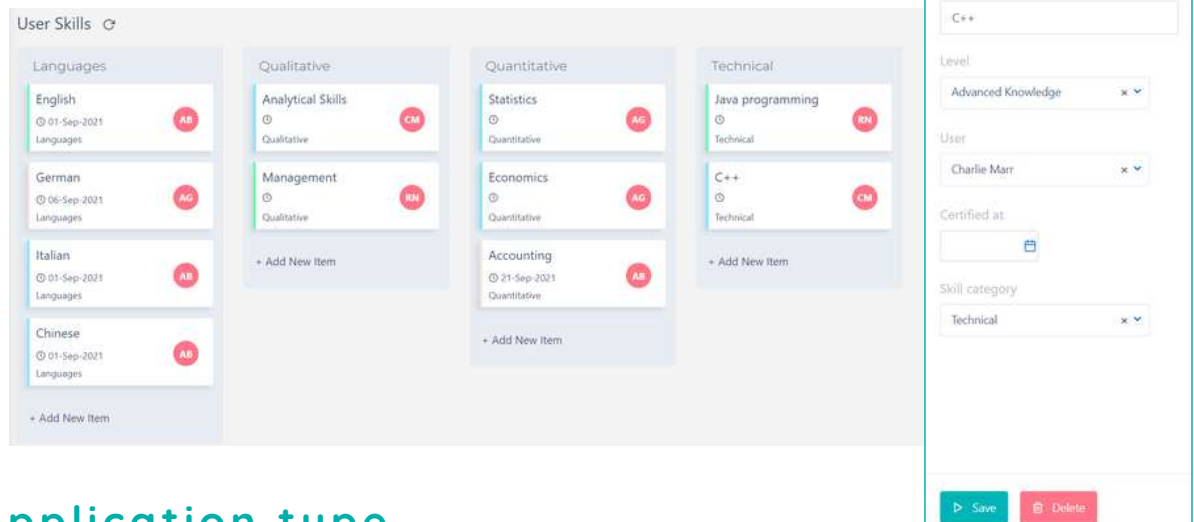 User Skills
Languages
English
01-Sep-2021
AB
Languages
German
06-Sep-2021
AG
Languages
Italian
01-Sep-2021
AB
Languages
Chinese
01-Sep-2021
AB
Languages
+ Add New Item
Qualitative
Analytical Skills
CM
Qualitative
Management
RN
Qualitative
+ Add New Item
Quantitative
Statistics
AG
Quantitative
Economics
AG
Quantitative
Accounting
21-Sep-2021
AB
Quantitative
+ Add New Item
Technical
Java programming
RN
Technical
C++
CM
Technical
+ Add New Item
C++
Level
Advanced Knowledge
User
Charlie Marr
Certified at
Skill category
Technical
Save
Delete
pplication type